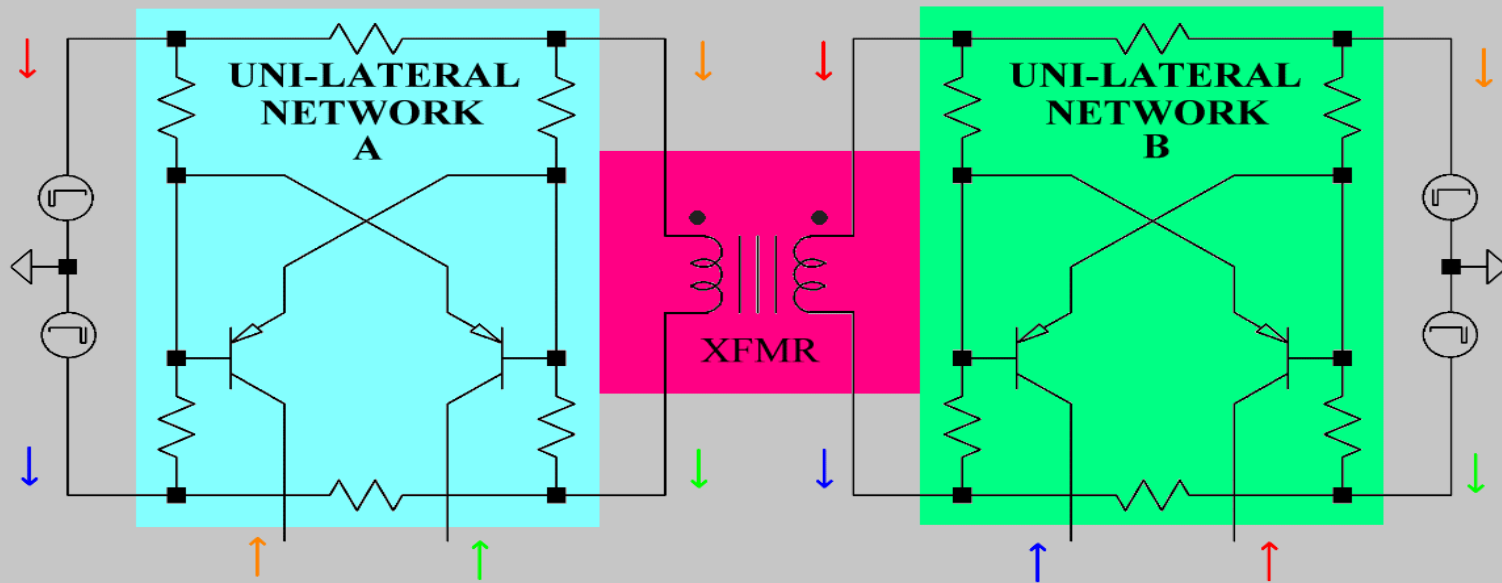 UNI-LATERAL
NETWORK
A
UNI-LATERAL
NETWORK
B
XFMR